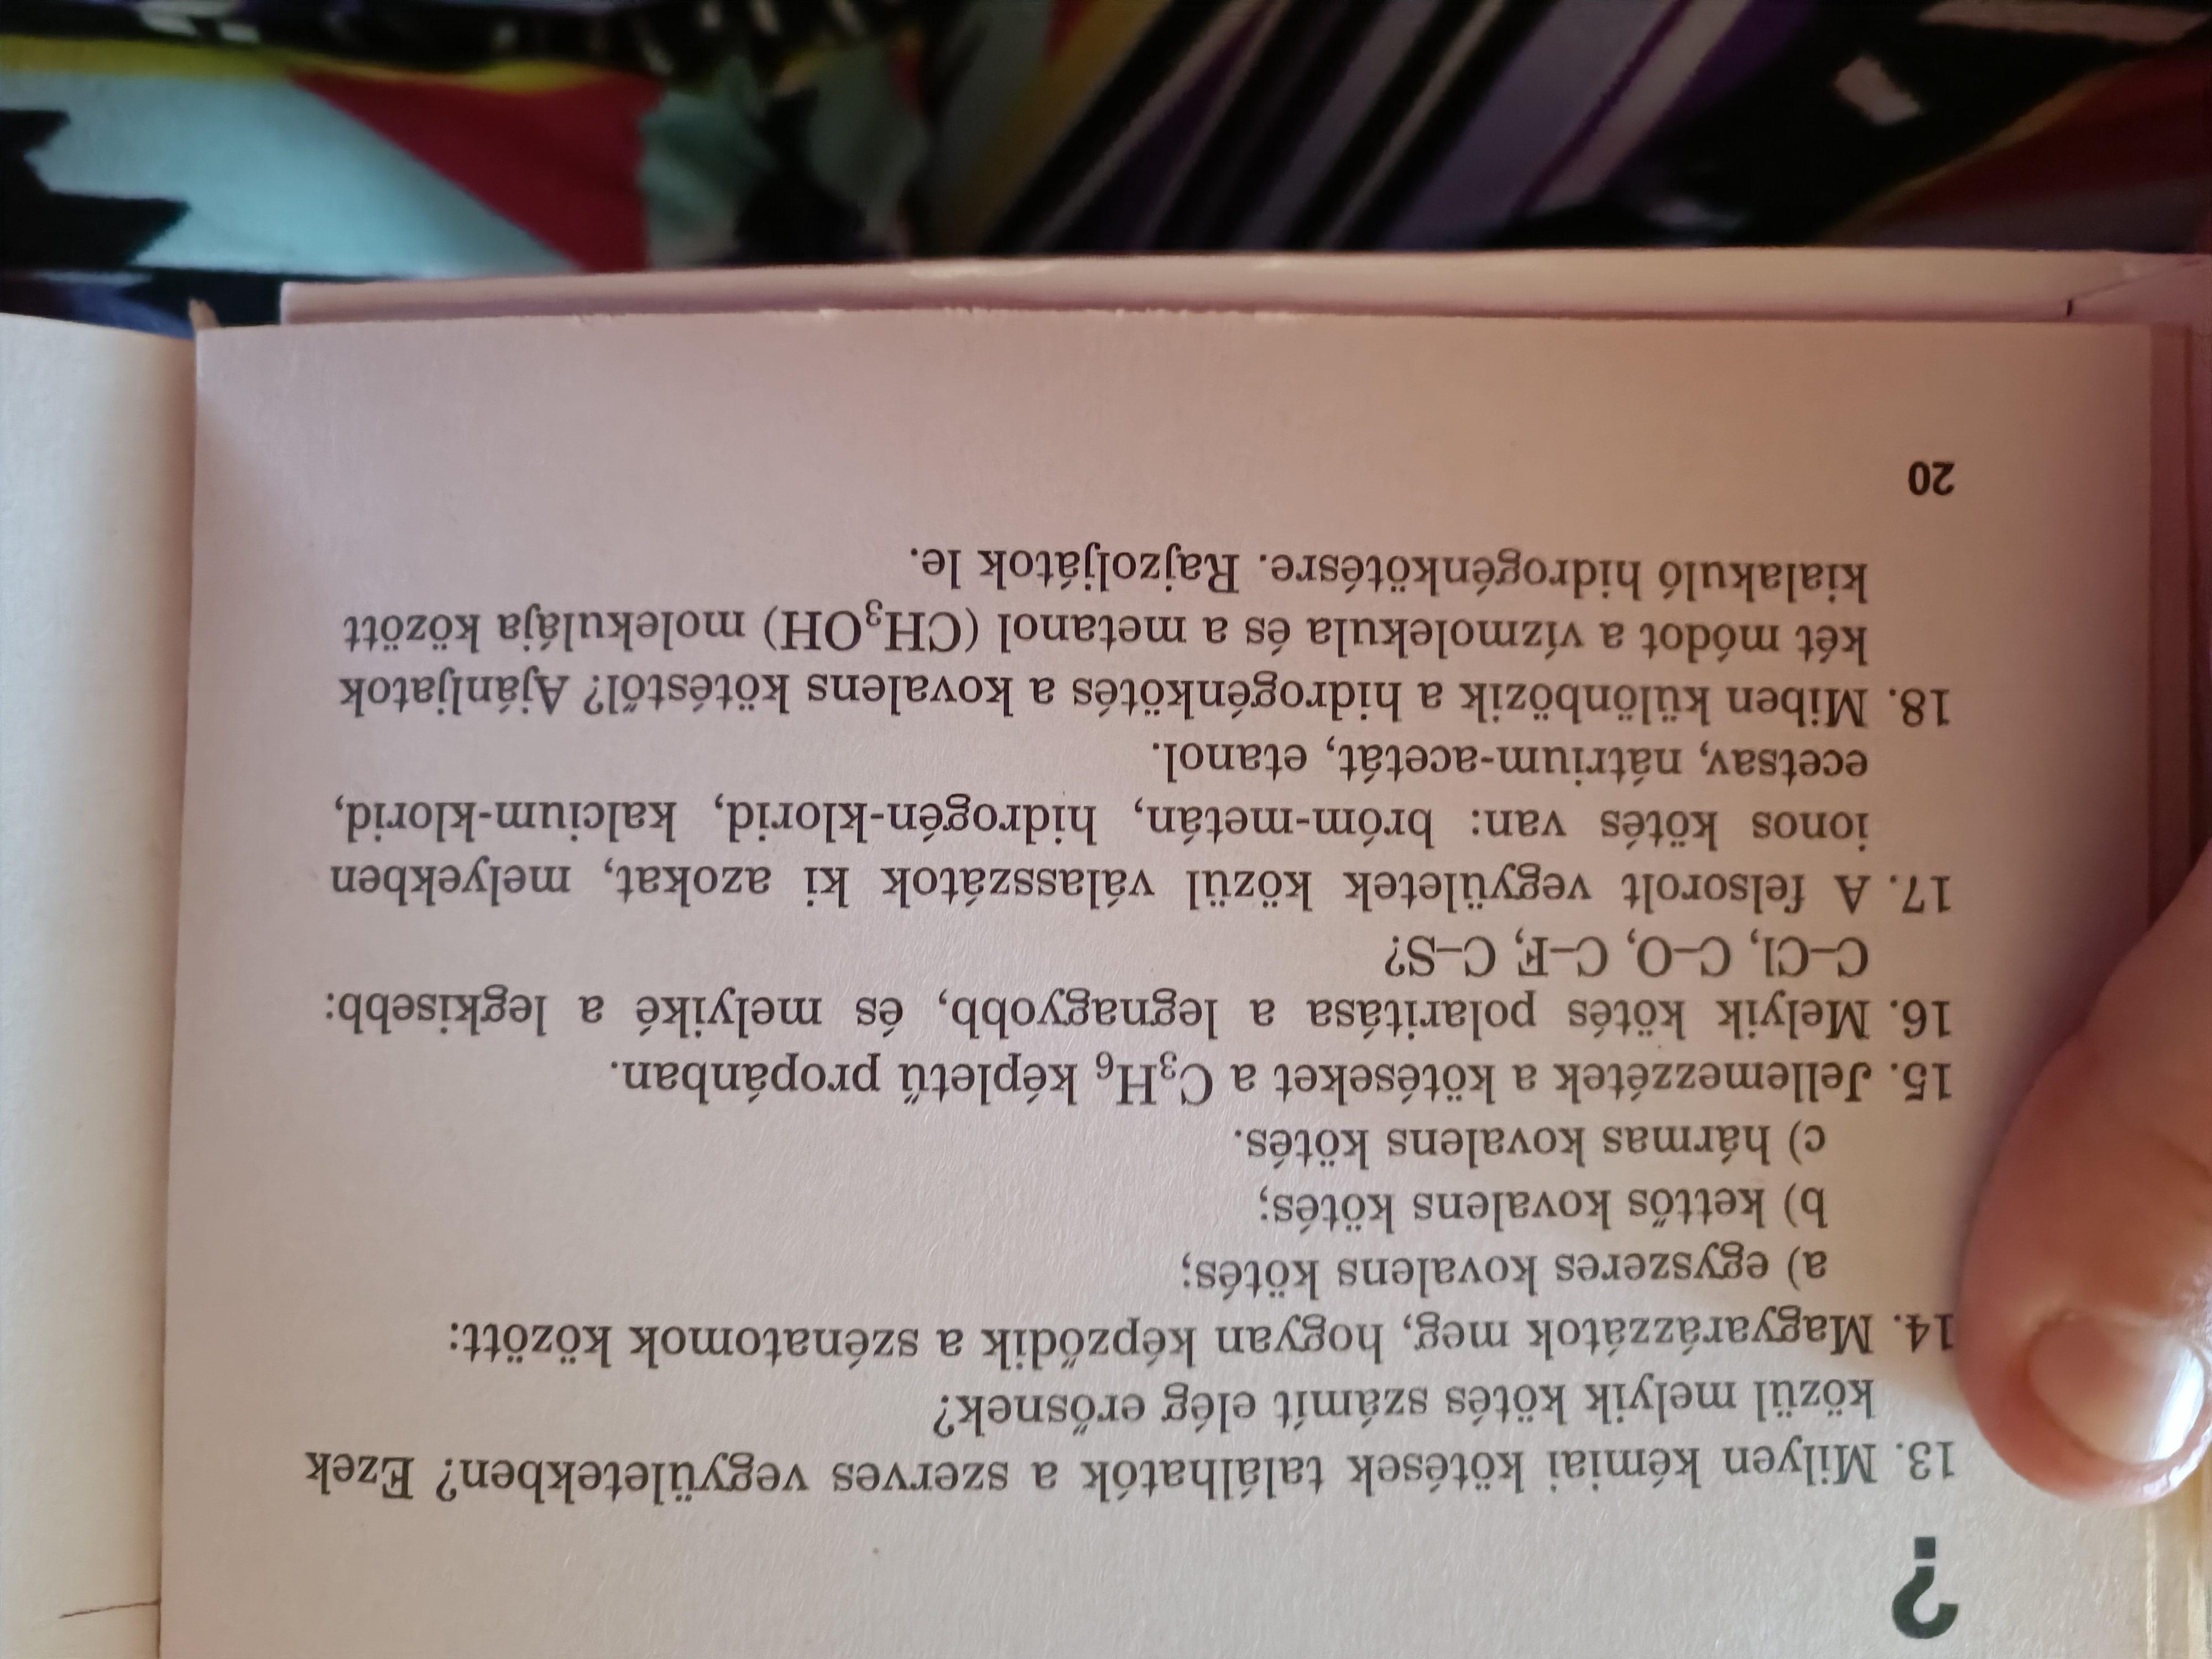 ?
13. Milyen kémiai kötések találhatók a szerves vegyületekben? Ezek
közül melyik kötés számít elég erősnek?
14. Magyarázzátok meg, hogyan képződik a szénatomok között:
a) egyszeres kovalens kötés;
b) kettős kovalens kötés;
c) hármas kovalens kötés.
15. Jellemezzétek a kötéseket a C₃H₆ képletű propánban.
16. Melyik kötés polaritása a legnagyobb, és melyiké a legkisebb:
C–Cl, C–O, C–F, C–S?
17. A felsorolt vegyületek közül válasszátok ki azokat, melyekben
ionos kötés van: bróm-metán, hidrogén-klorid, kalcium-klorid,
ecetsav, nátrium-acetát, etanol.
18. Miben különbözik a hidrogénkötés a kovalens kötéstől? Ajánljatok
két módot a vízmolekula és a metanol (CH₃OH) molekulája között
kialakuló hidrogénkötésre. Rajzoljátok le.
20